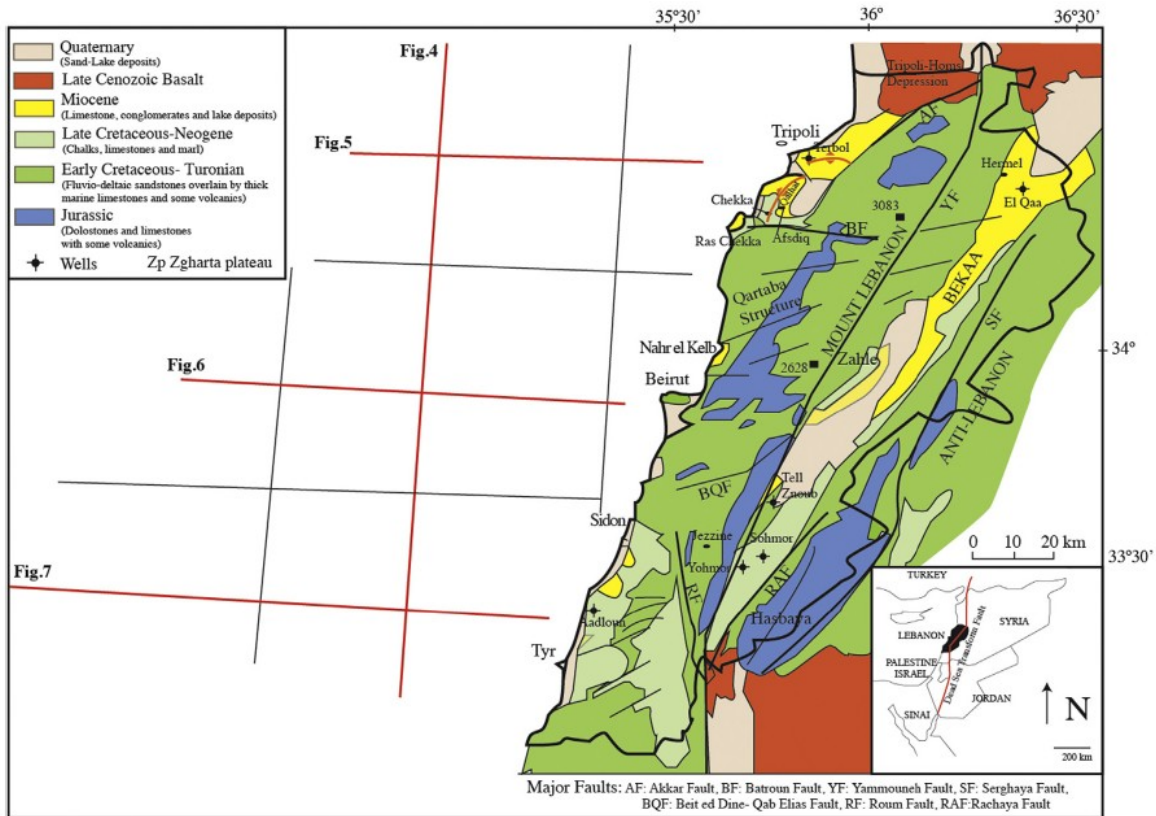 35°30'
36°
36°30'
Quaternary
(Sand-Lake deposits)
Late Cenozoic Basalt
Miocene
(Limestone, conglomerates and lake deposits)
Late Cretaceous-Neogene
(Chalks, limestones and marl)
Early Cretaceous- Turonian
(Fluvio-deltaic sandstones overlain by thick
marine limestones and some volcanics)
Jurassic
(Dolostones and limestones
with some volcanics)
Wells Zp Zgharta plateau
Fig.4
Fig.5
Fig.6
Fig.7
Tripoli-Homs
Depression
AF
Tripoli
Terbol
Hermel
El Qaa
Qalhat
Chekka
3083
YF
Ras Chekka
Afsdiq
BF
MOUNT LEBANON
BEKAA
Qartaba
Structure
SF
Nahr el Kelb
34°
2628
Zahle
Beirut
ANTI-LEBANON
BQF
Tell
Znoub
Sidon
Jezzine
Sohmor
Yohmor
0 10 20 km
33°30'
RF
RAF
Hasbaya
Aadloun
Tyr
TURKEY
SYRIA
LEBANON
Dead Sea Transform Fault
PALESTINE
ISRAEL
JORDAN
SINAI
N
200 km
Major Faults: AF: Akkar Fault, BF: Batroun Fault, YF: Yammouneh Fault, SF: Serghaya Fault,
BQF: Beit ed Dine- Qab Elias Fault, RF: Roum Fault, RAF:Rachaya Fault